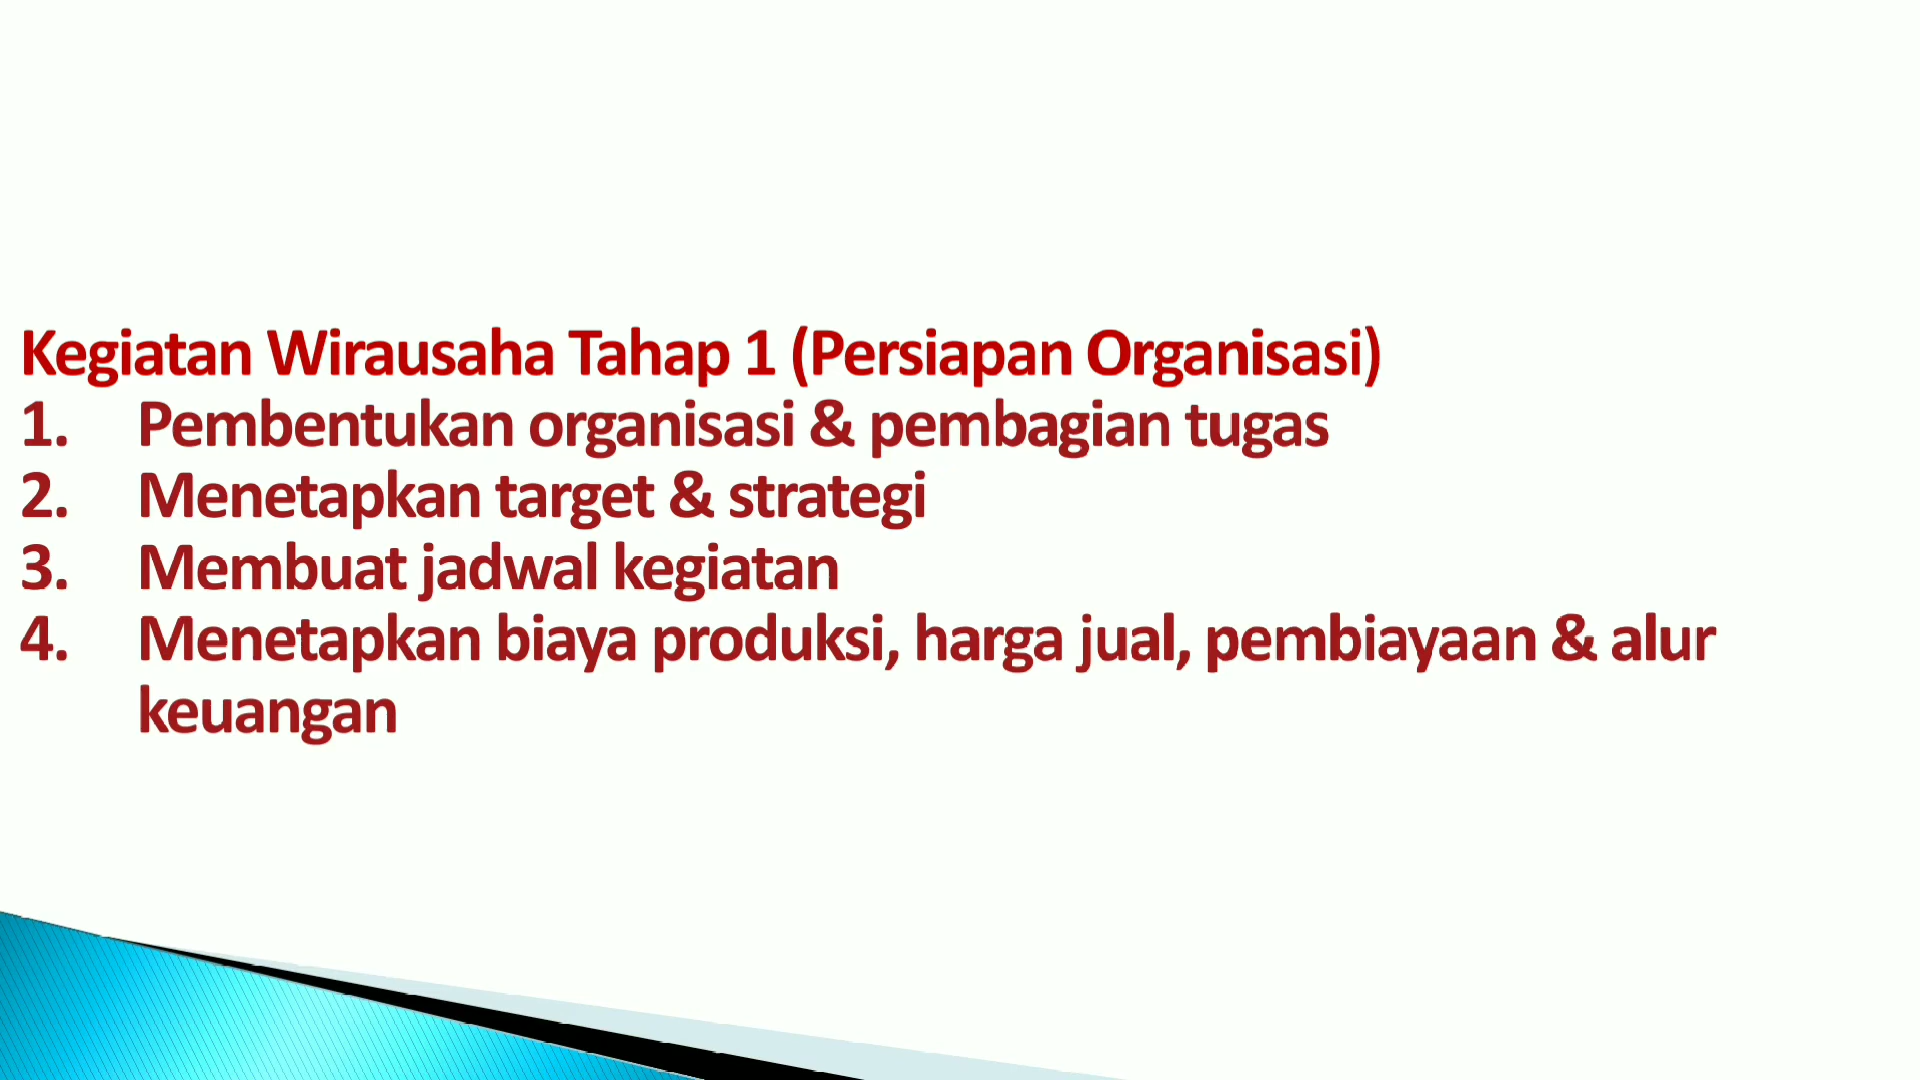 Kegiatan Wirausaha Tahap 1 (Persiapan Organisasi)
1. Pembentukan organisasi & pembagian tugas
2. Menetapkan target & strategi
3. Membuat jadwal kegiatan
4. Menetapkan biaya produksi, harga jual, pembiayaan & alur
keuangan